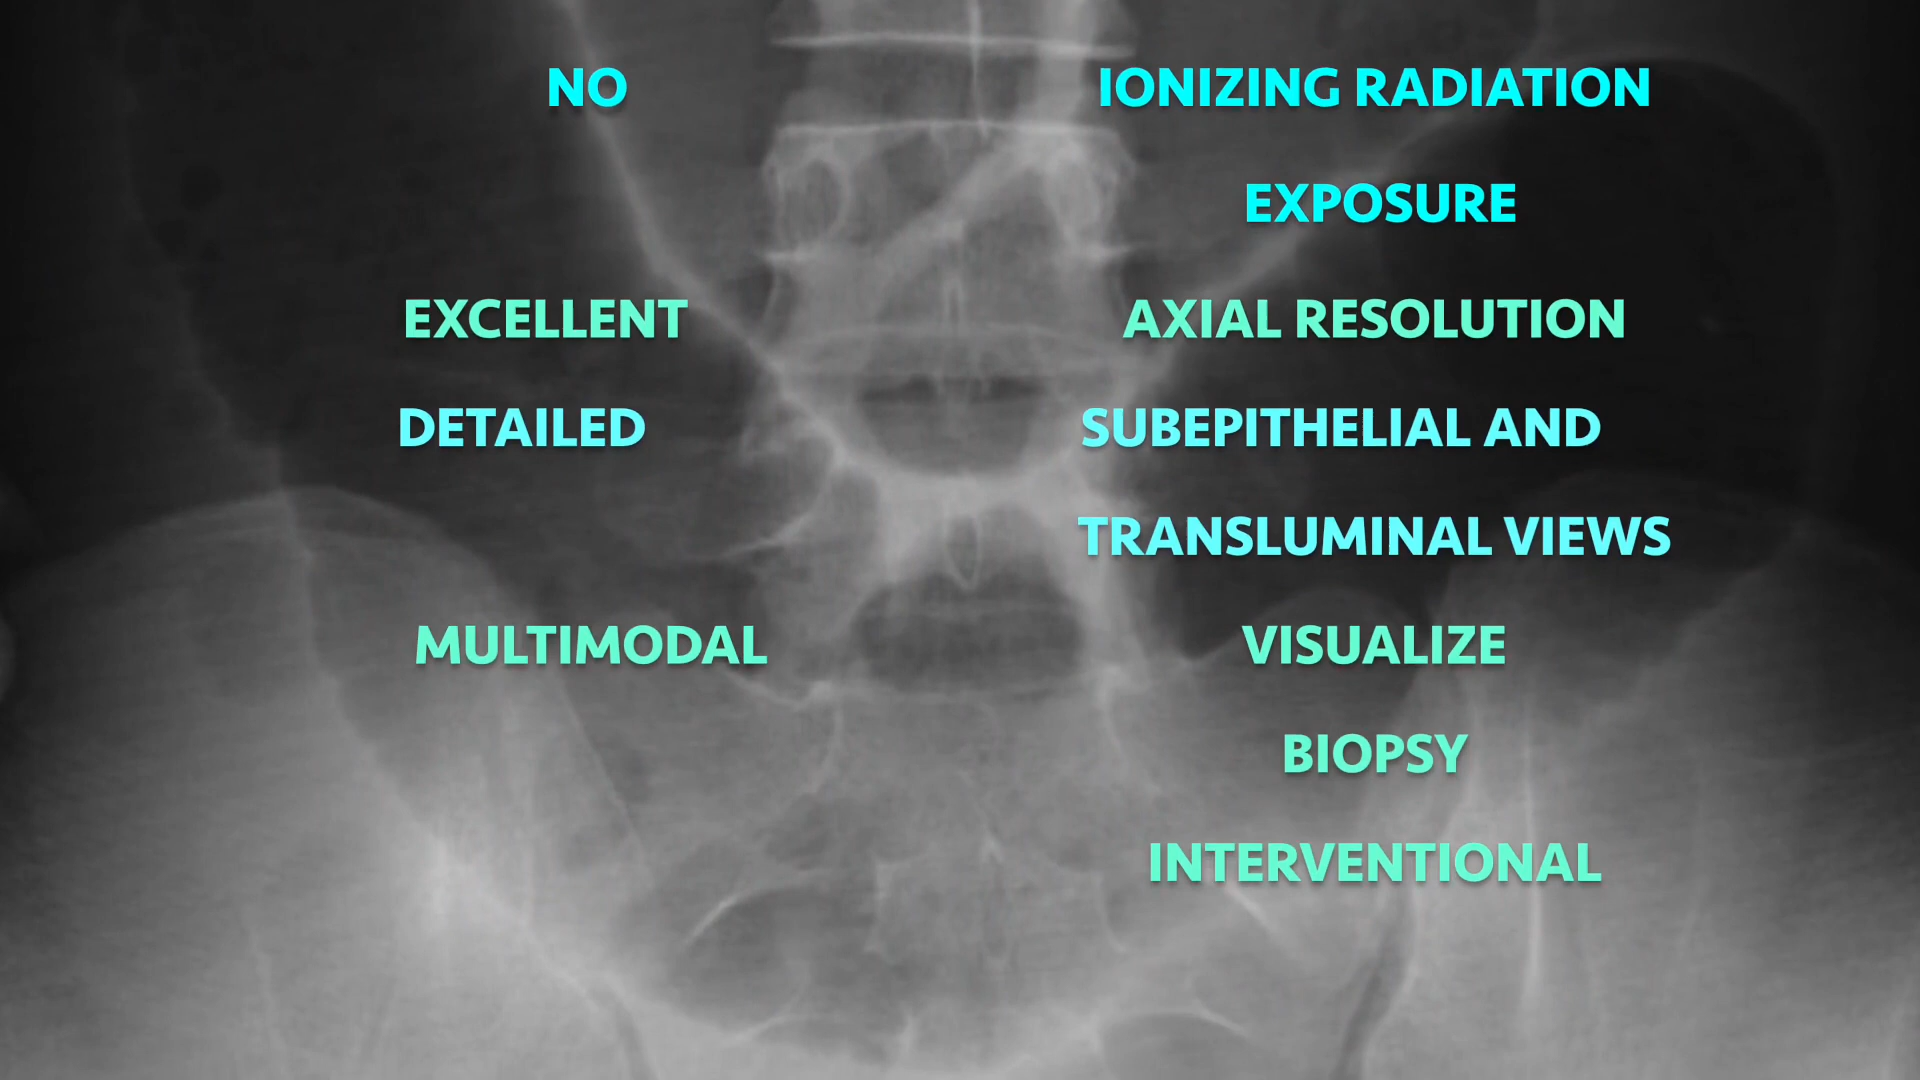 NO IONIZING RADIATION
EXPOSURE
EXCELLENT AXIAL RESOLUTION
DETAILED SUBEPITHELIAL AND
TRANSLUMINAL VIEWS
MULTIMODAL VISUALIZE
BIOPSY
INTERVENTIONAL